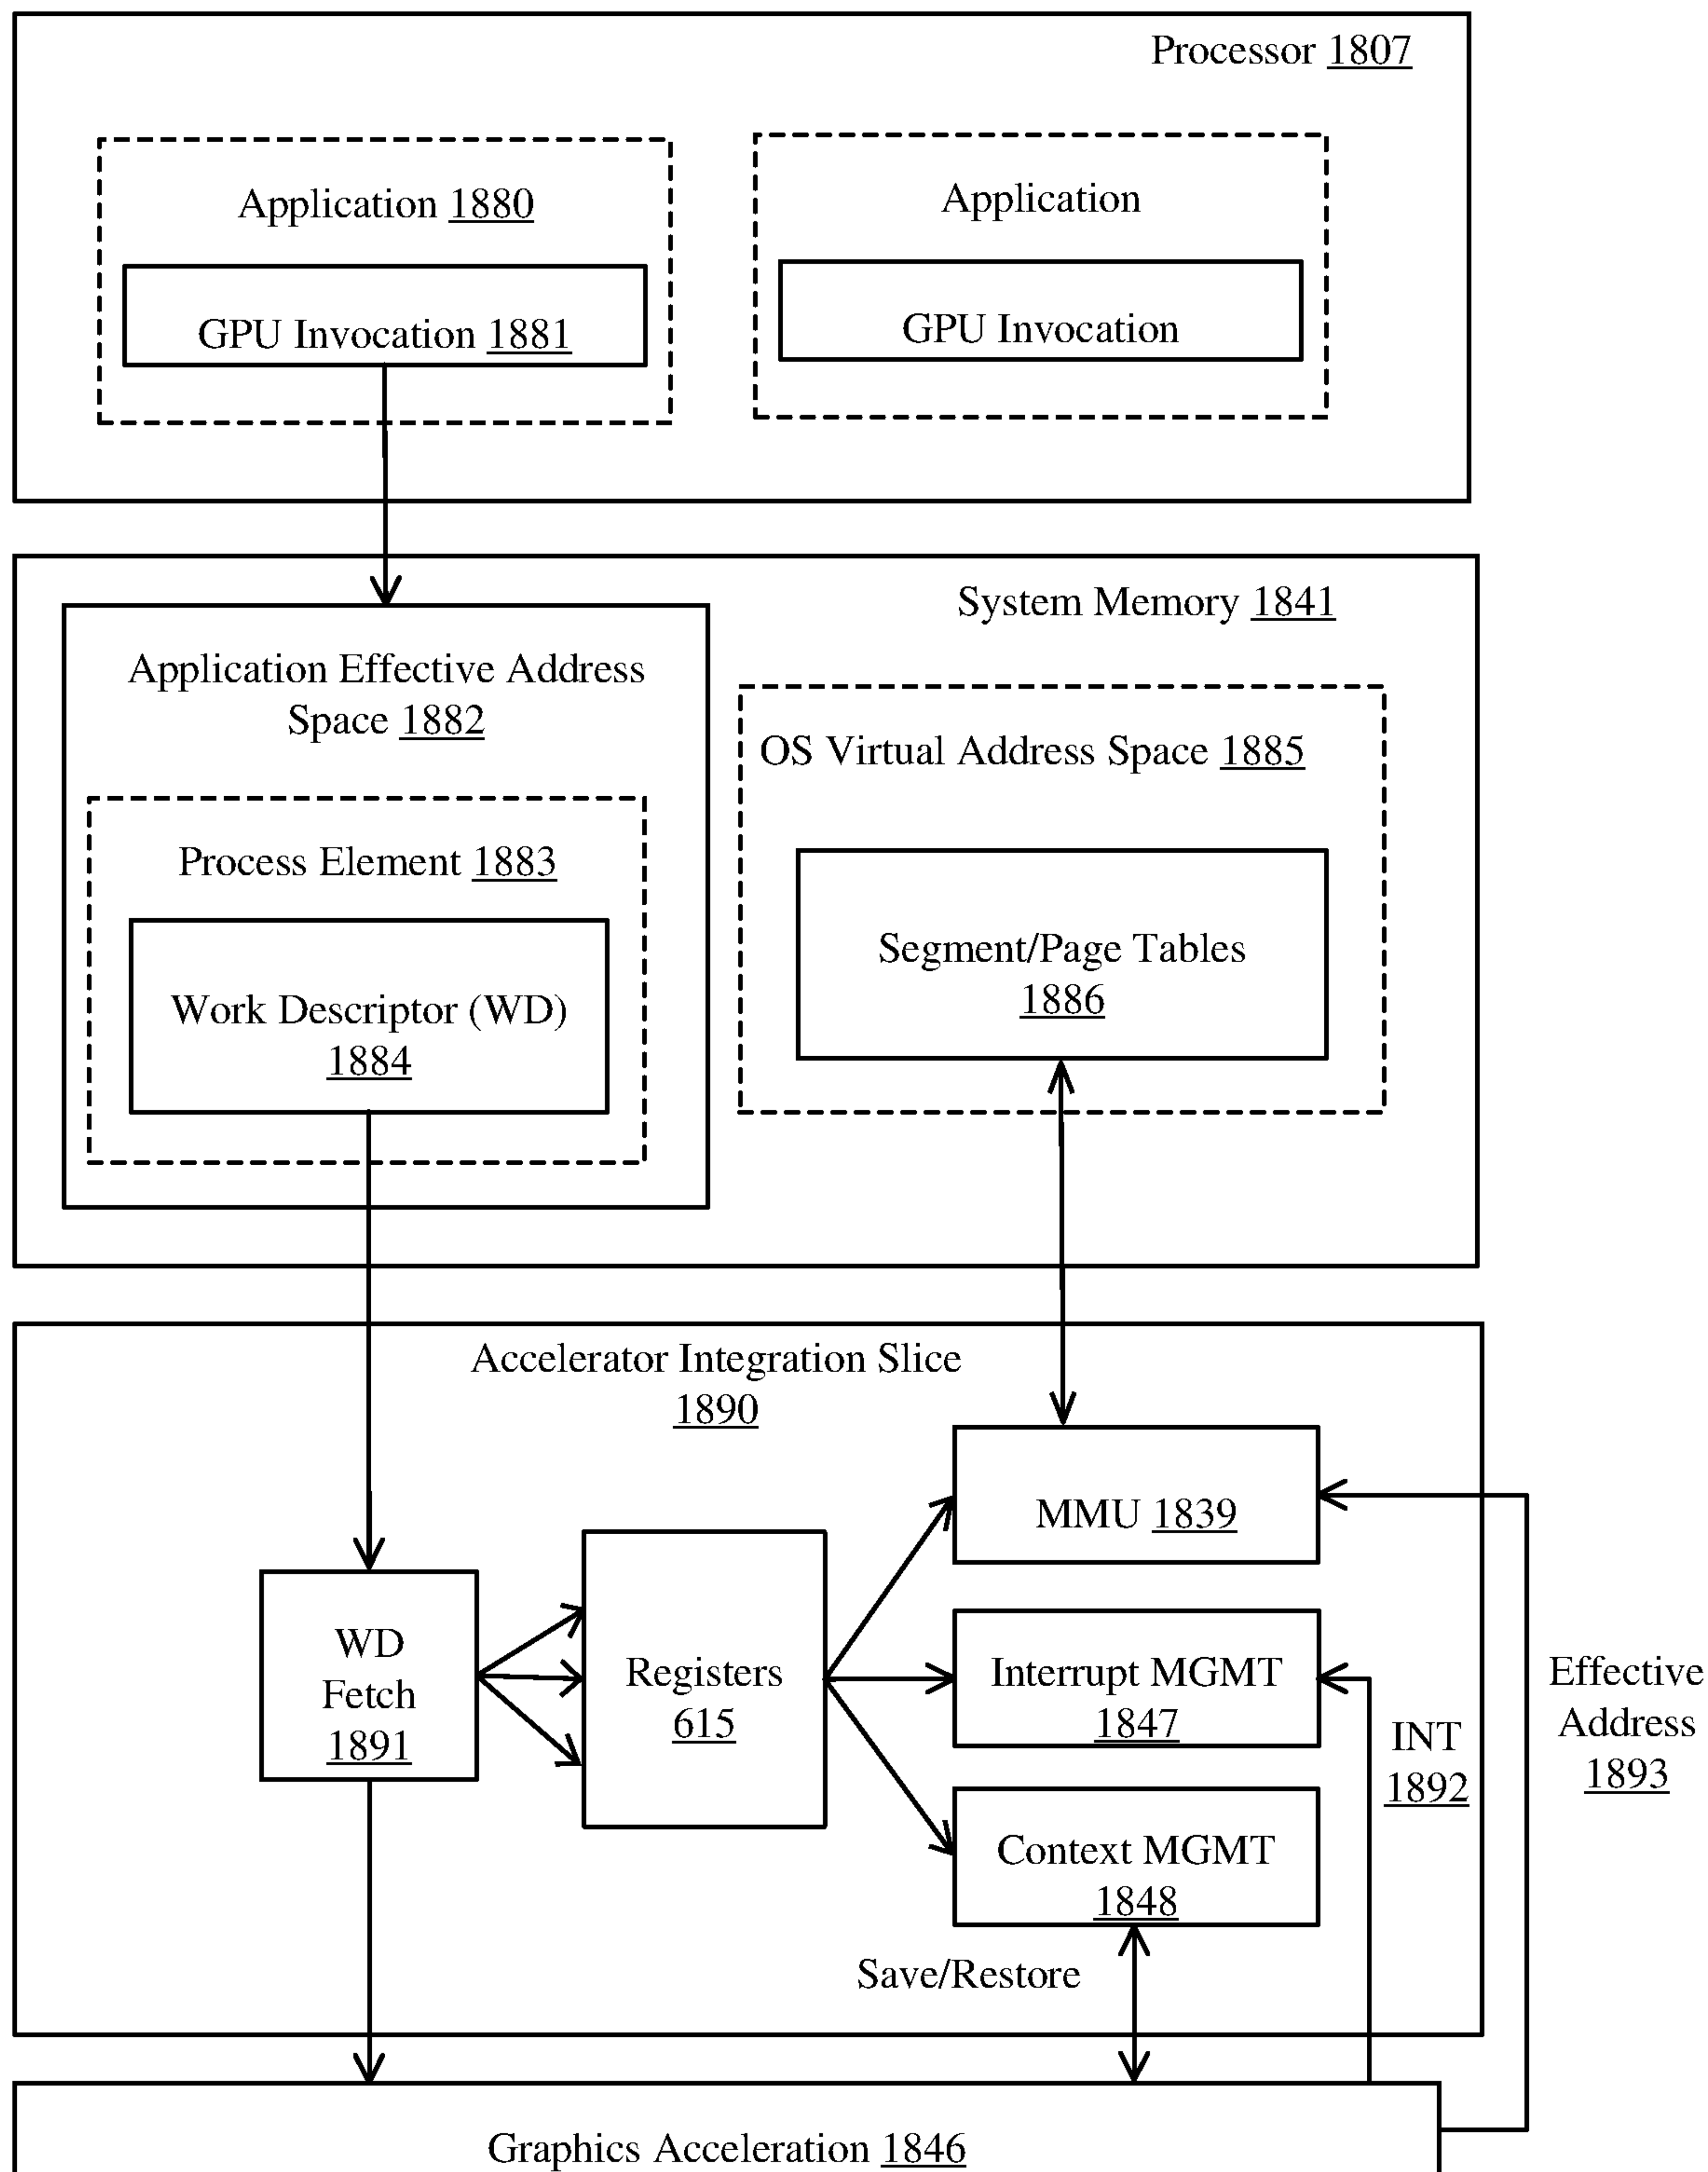 Processor 1807
Application 1880
GPU Invocation 1881
Application
GPU Invocation
System Memory 1841
Application Effective Address
Space 1882
Process Element 1883
Work Descriptor (WD)
1884
OS Virtual Address Space 1885
Segment/Page Tables
1886
Accelerator Integration Slice
1890
MMU 1839
WD
Fetch
1891
Registers
615
Interrupt MGMT
1847
Context MGMT
1848
Save/Restore
INT
1892
Effective
Address
1893
Graphics Acceleration 1846